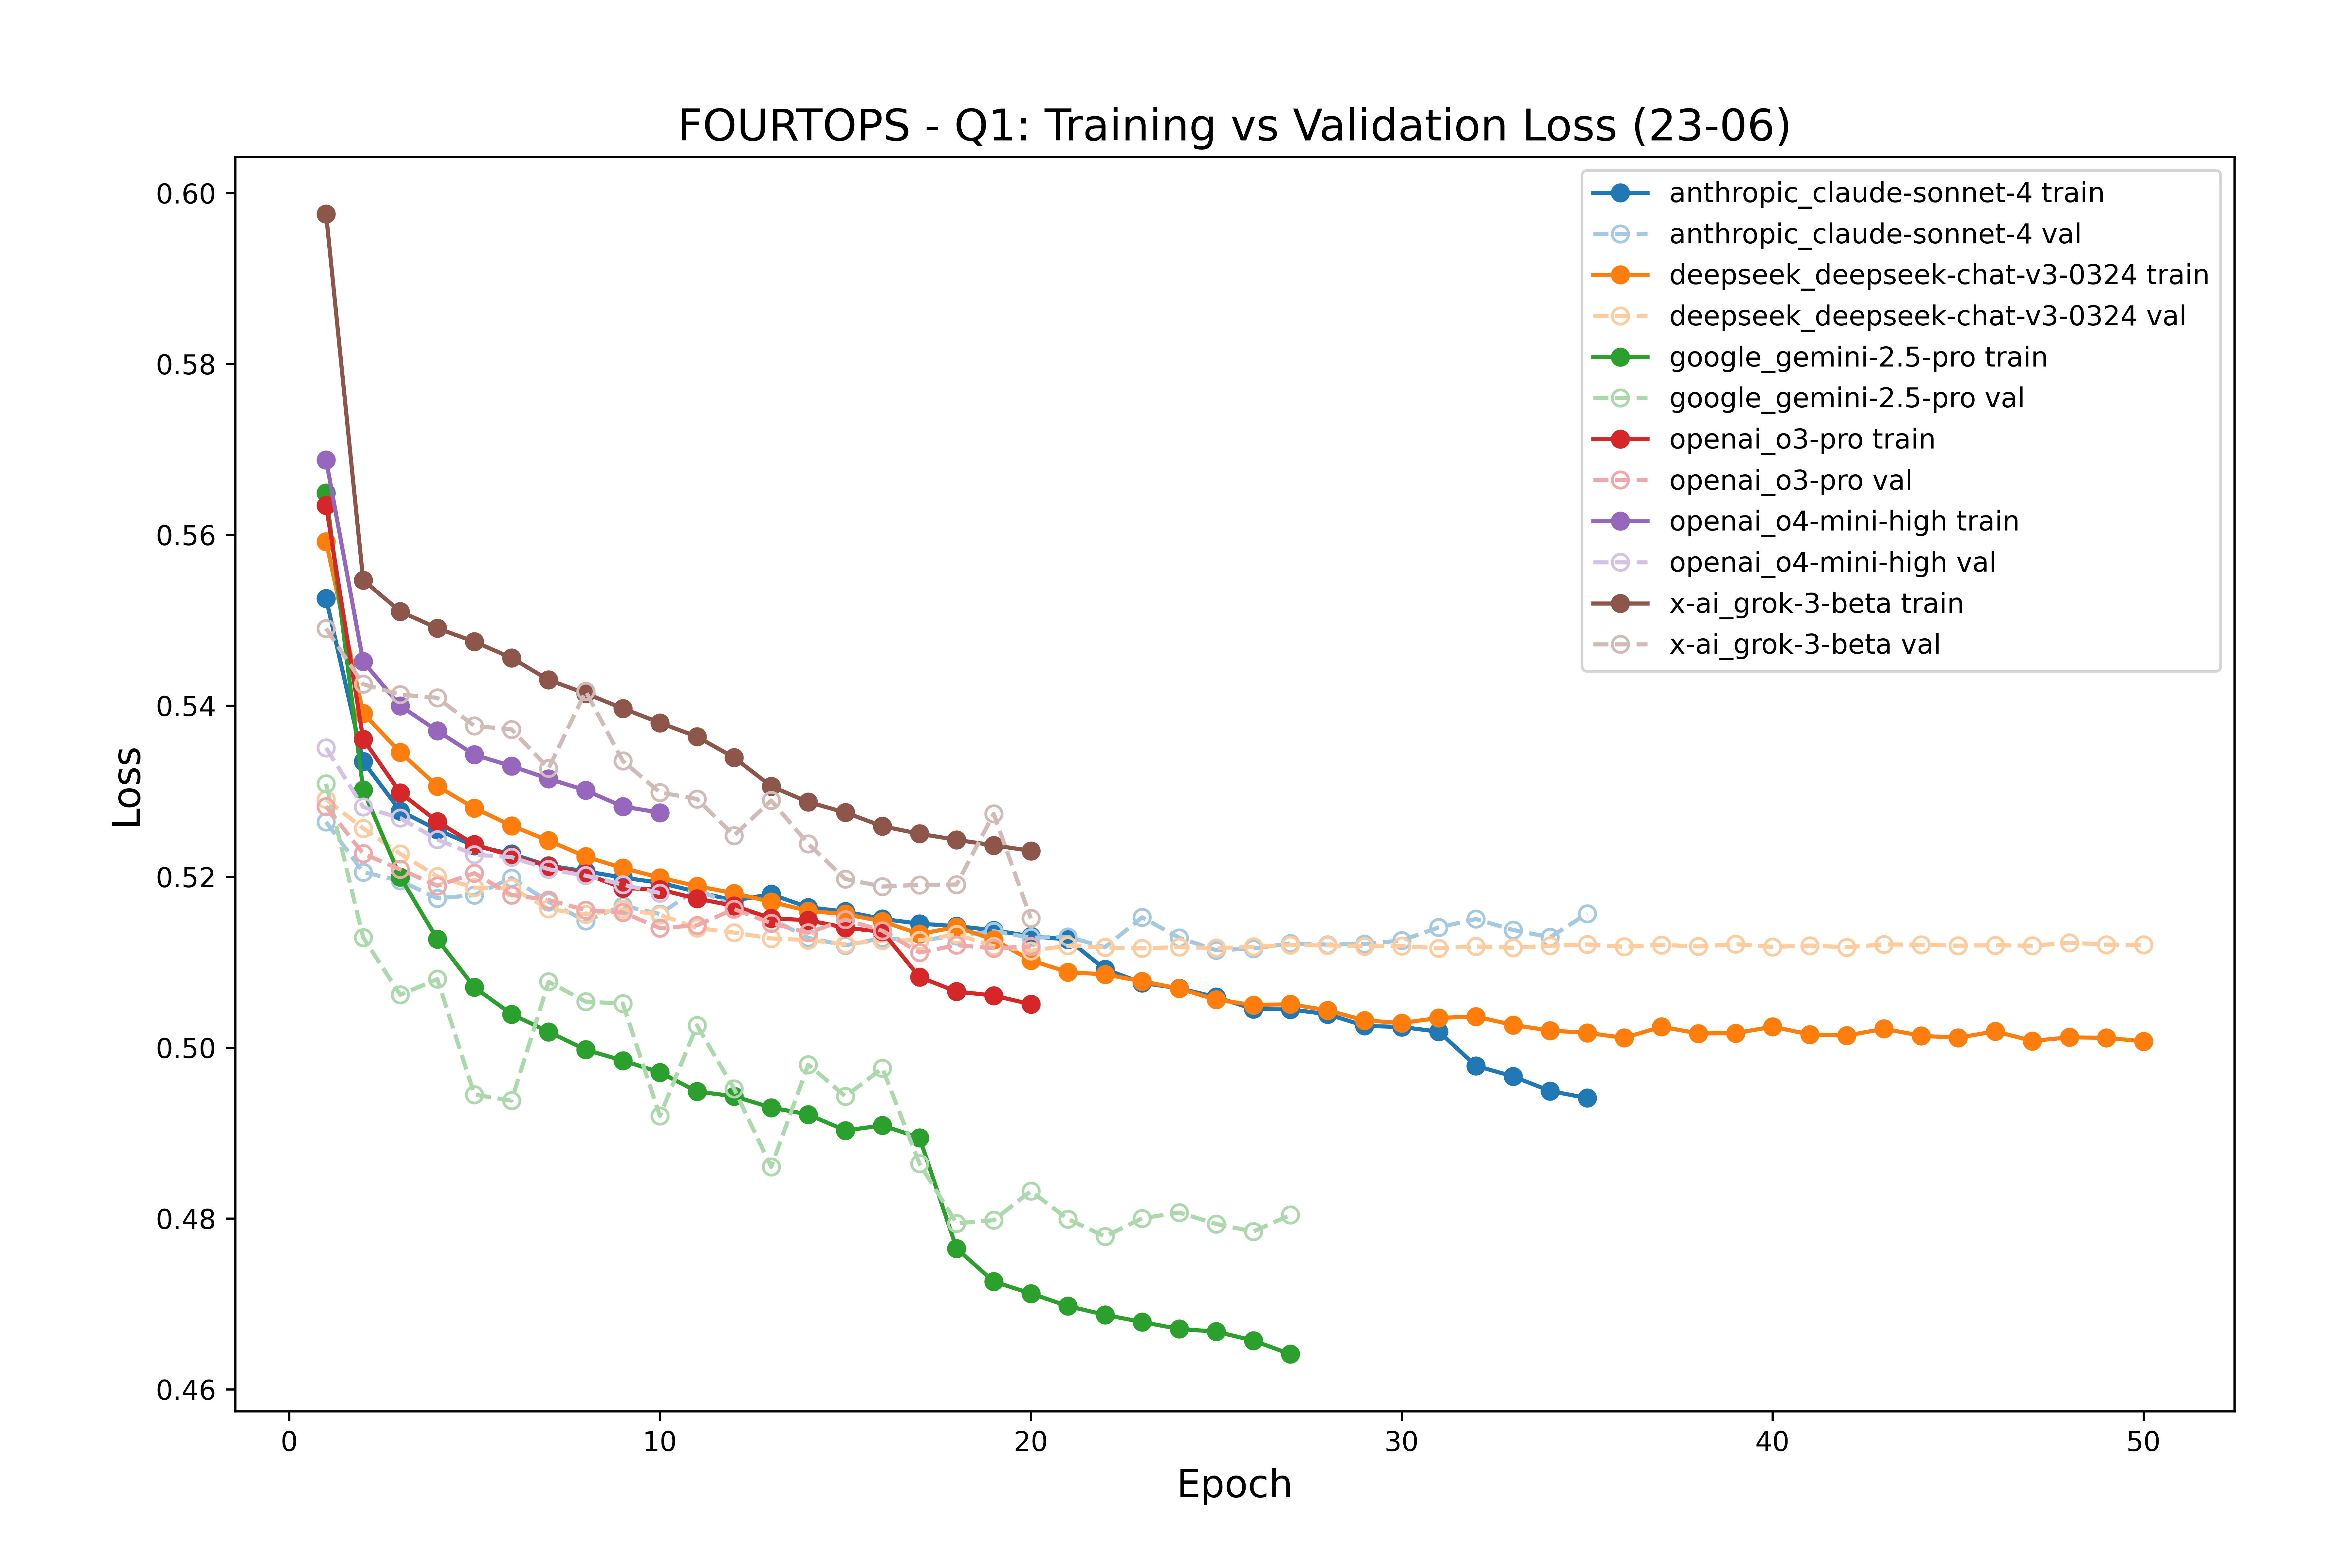 FOURTOPS - Q1: Training vs Validation Loss (23-06)
0.60
0.58
0.56
0.54
0.52
0.50
0.48
0.46
Loss
0
10
20
30
40
50
Epoch
anthropic_claude-sonnet-4 train
anthropic_claude-sonnet-4 val
deepseek_deepseek-chat-v3-0324 train
deepseek_deepseek-chat-v3-0324 val
google_gemini-2.5-pro train
google_gemini-2.5-pro val
openai_o3-pro train
openai_o3-pro val
openai_o4-mini-high train
openai_o4-mini-high val
x-ai_grok-3-beta train
x-ai_grok-3-beta val